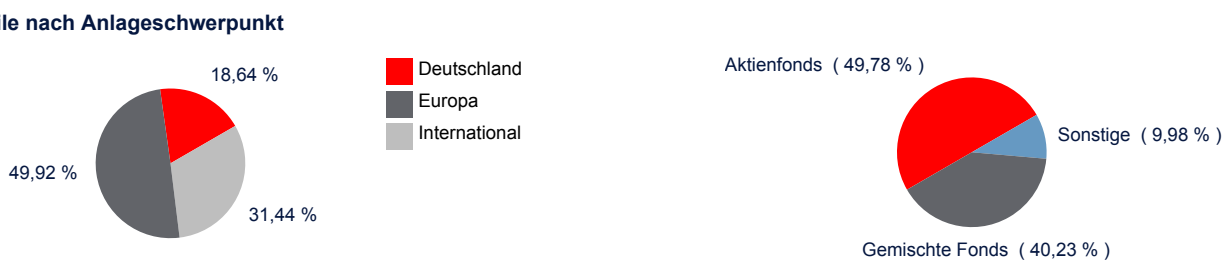 nach Anlageschwerpunkt
18,64 %
49,92 %
31,44 %
Deutschland
Europa
International
Aktienfonds ( 49,78 % )
Sonstige ( 9,98 % )
Gemischte Fonds ( 40,23 % )